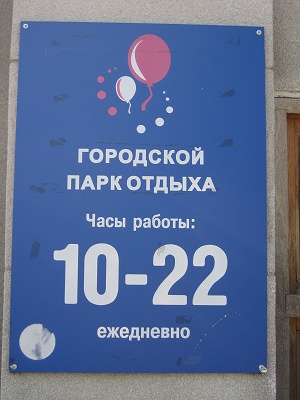 ГОРОДСКОЙ
ПАРК ОТДЫХА
Часы работы:
10-22
ежедневно